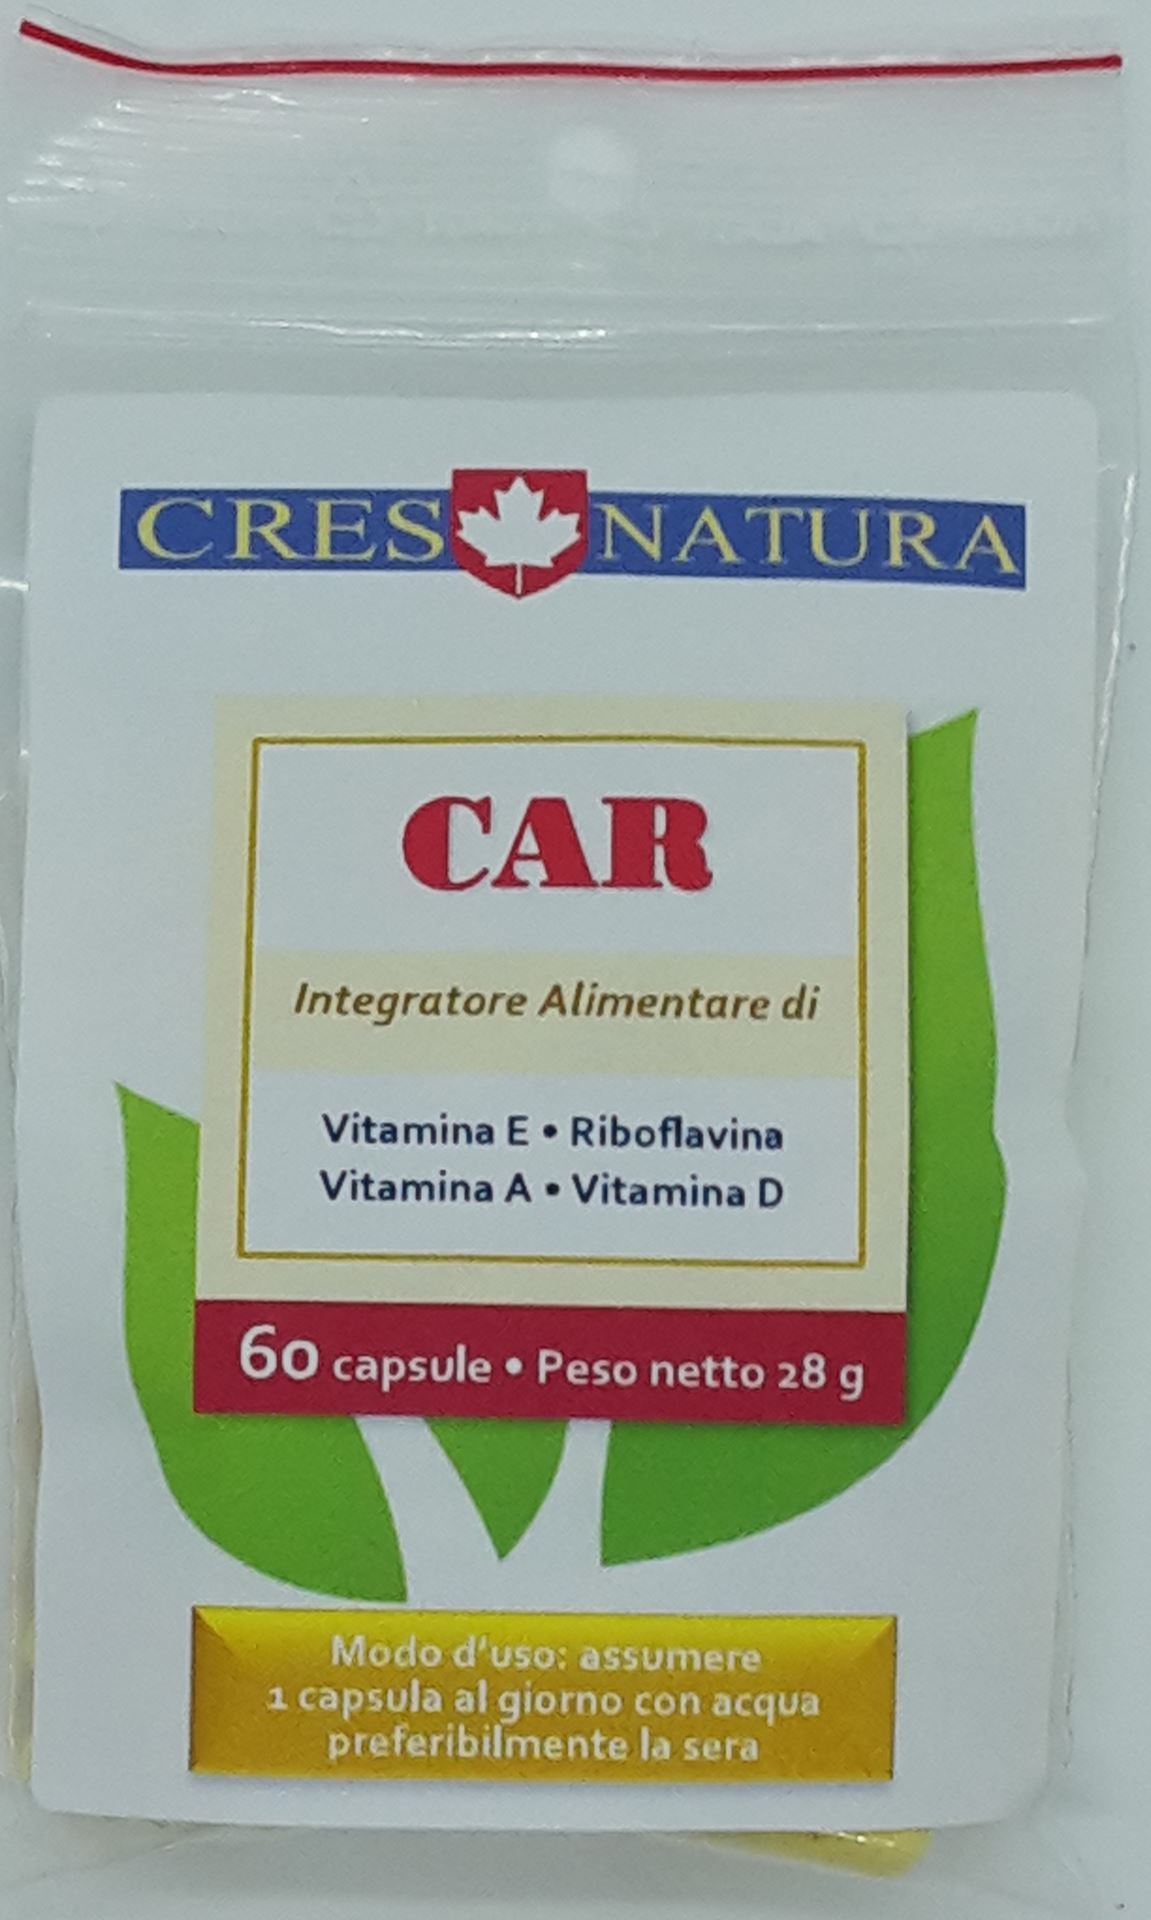 CRES NATURA
CAR
Integratore Alimentare di
Vitamina E • Riboflavina
Vitamina A • Vitamina D
60 capsule • Peso netto 28 g
Modo d'uso: assumere
1 capsula al giorno con acqua
preferibilmente la sera